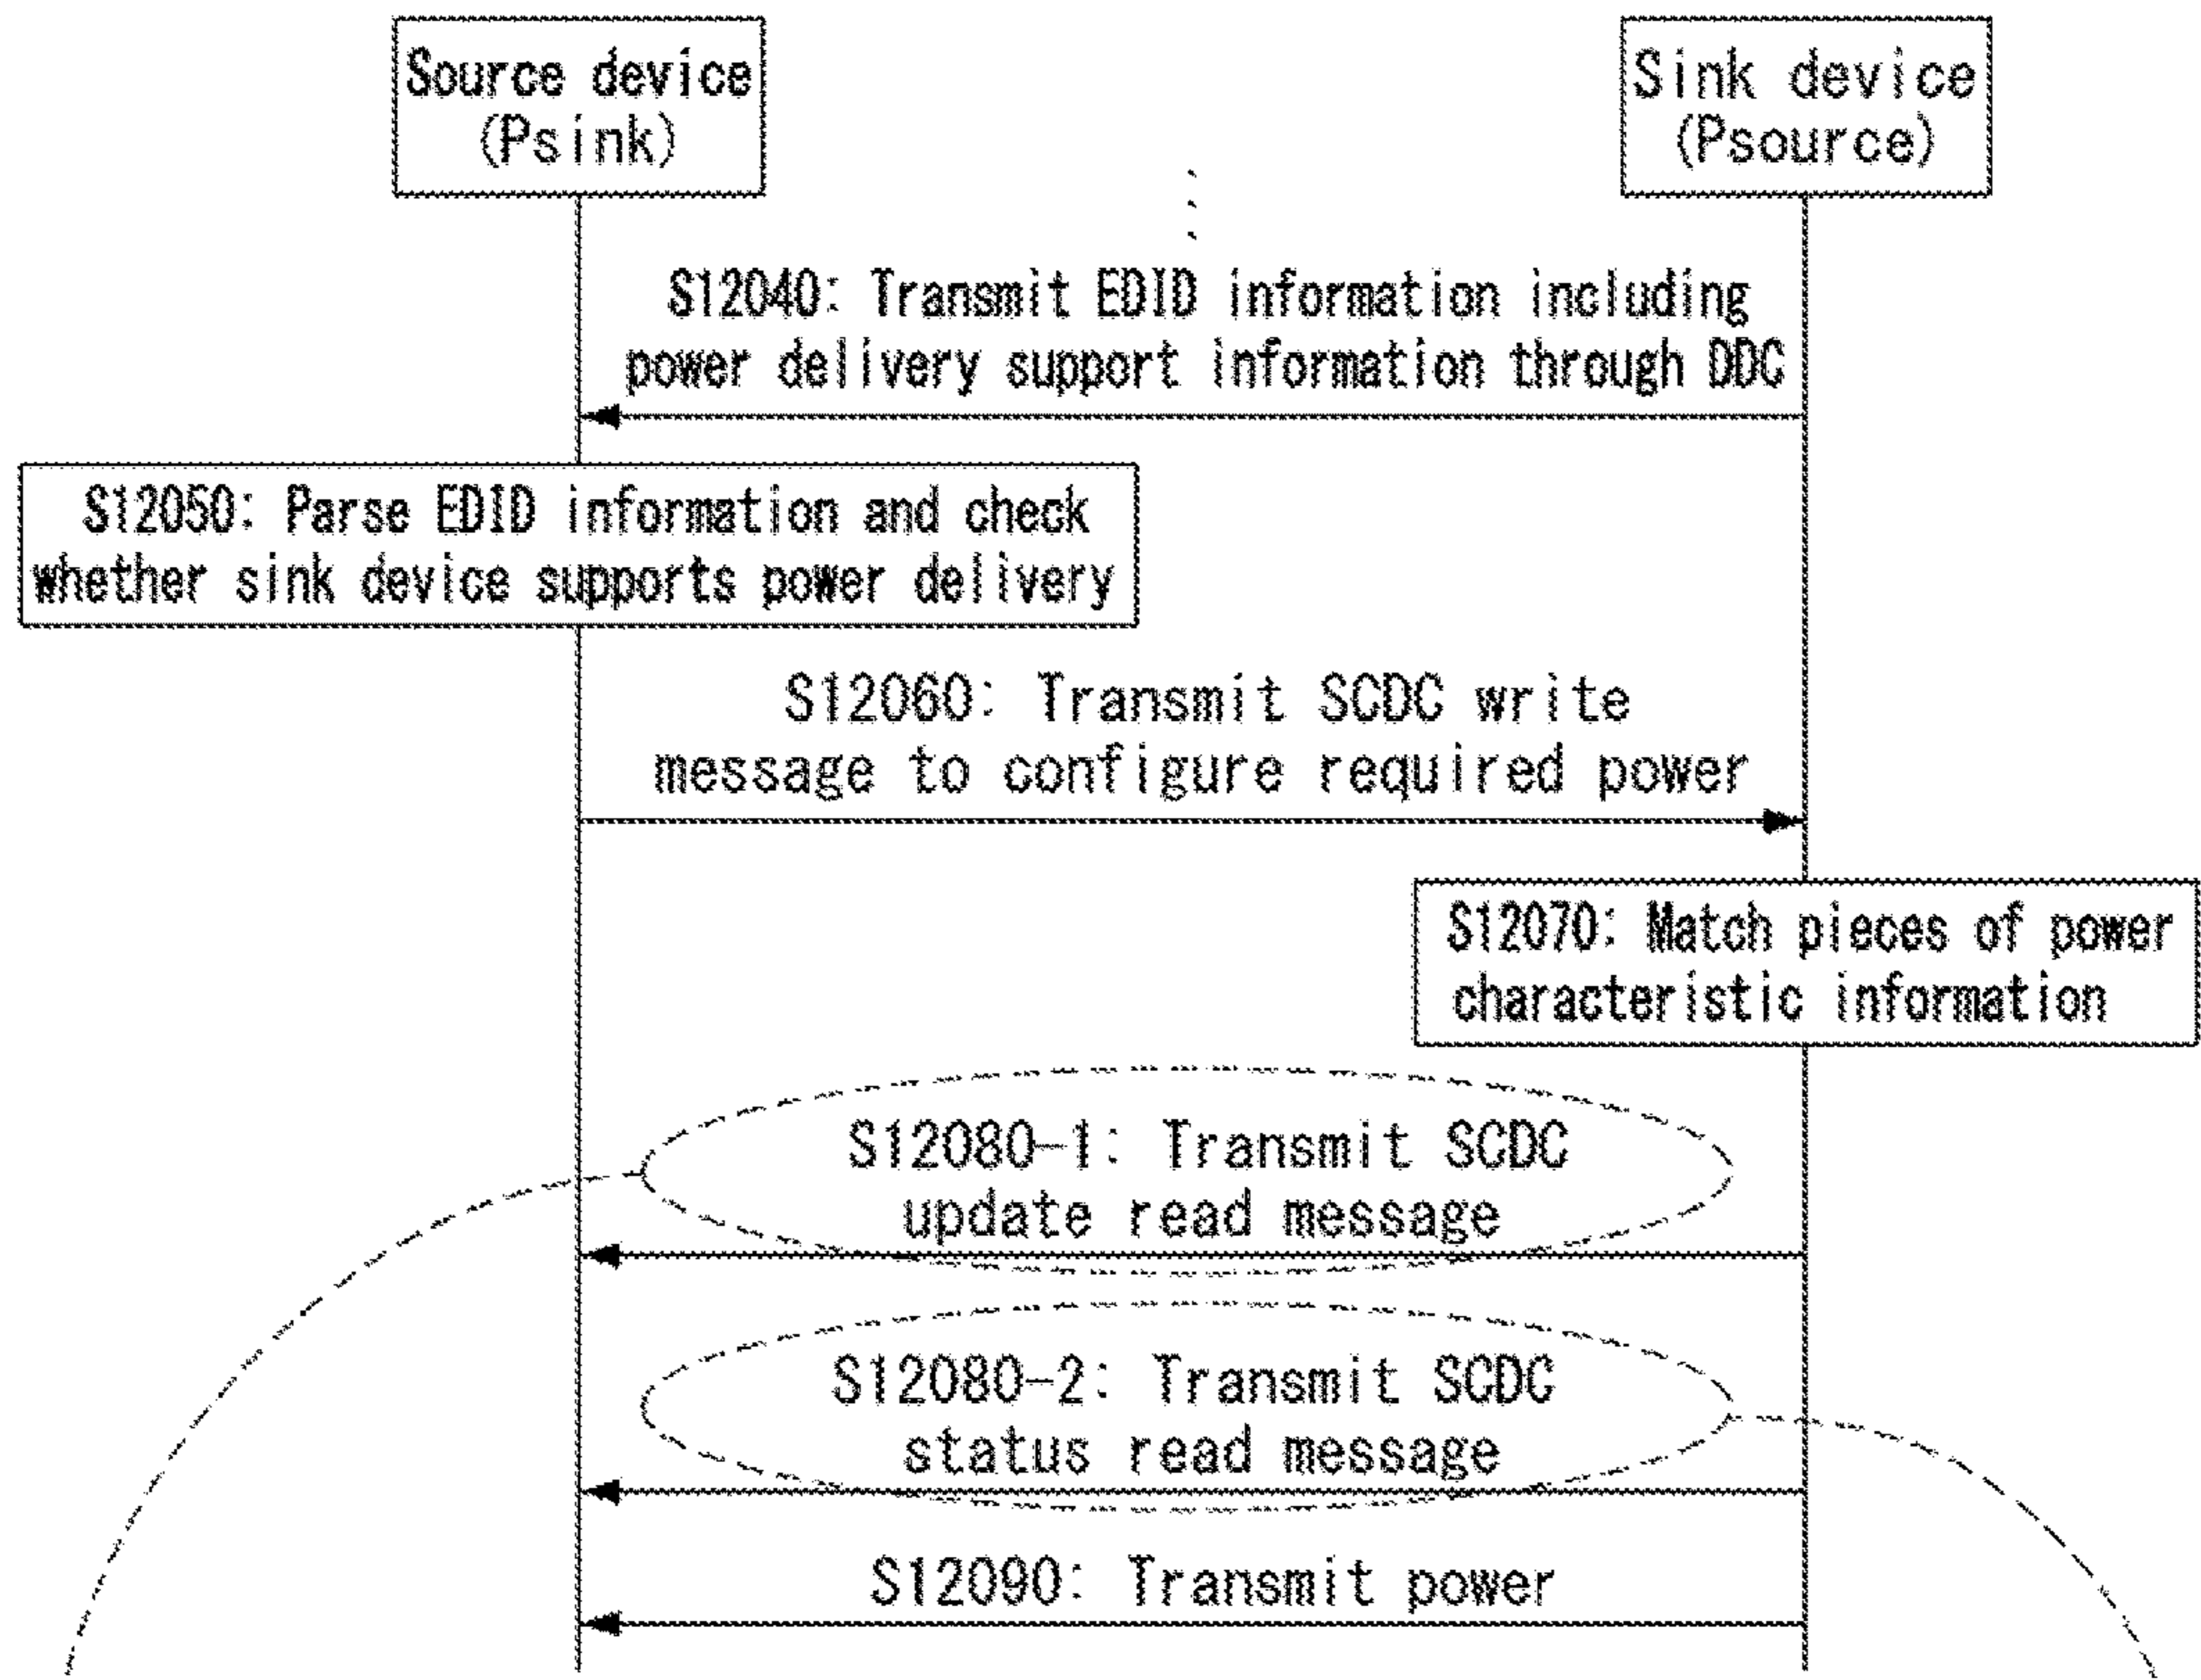 Source device
(Psink)
Sink device
(Psource)
S12040: Transmit EDID information including
power delivery support information through DDC
S12050: Parse EDID information and check
whether sink device supports power delivery
S12060: Transmit SCDC write
message to configure required power
S12070: Match pieces of power
characteristic information
S12080-1: Transmit SCDC
update read message
S12080-2: Transmit SCDC
status read message
S12090: Transmit power